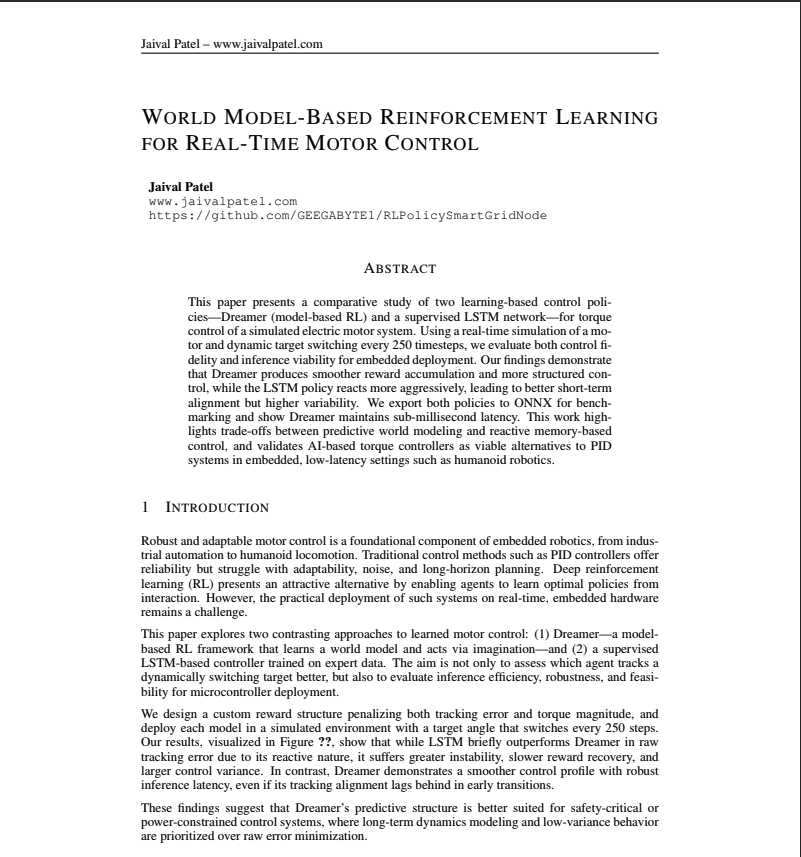 Jaival Patel – www.jaivalpatel.com
WORLD MODEL-BASED REINFORCEMENT LEARNING
FOR REAL-TIME MOTOR CONTROL
Jaival Patel
www.jaivalpatel.com
https://github.com/GEEGABYTE1/RLPolicySmartGridNode
ABSTRACT
This paper presents a comparative study of two learning-based control poli-
cies—Dreamer (model-based RL) and a supervised LSTM network—for torque
control of a simulated electric motor system. Using a real-time simulation of a mo-
tor and dynamic target switching every 250 timesteps, we evaluate both control fi-
delity and inference viability for embedded deployment. Our findings demonstrate
that Dreamer produces smoother reward accumulation and more structured con-
trol, while the LSTM policy reacts more aggressively, leading to better short-term
alignment but higher variability. We export both policies to ONNX for bench-
marking and show Dreamer maintains sub-millisecond latency. This work high-
lights trade-offs between predictive world modeling and reactive memory-based
control, and validates AI-based torque controllers as viable alternatives to PID
systems in embedded, low-latency settings such as humanoid robotics.
1 INTRODUCTION
Robust and adaptable motor control is a foundational component of embedded robotics, from indus-
trial automation to humanoid locomotion. Traditional control methods such as PID controllers offer
reliability but struggle with adaptability, noise, and long-horizon planning. Deep reinforcement
learning (RL) presents an attractive alternative by enabling agents to learn optimal policies from
interaction. However, the practical deployment of such systems on real-time, embedded hardware
remains a challenge.
This paper explores two contrasting approaches to learned motor control: (1) Dreamer—a model-
based RL framework that learns a world model and acts via imagination—and (2) a supervised
LSTM-based controller trained on expert data. The aim is not only to assess which agent tracks a
dynamically switching target better, but also to evaluate inference efficiency, robustness, and feasi-
bility for microcontroller deployment.
We design a custom reward structure penalizing both tracking error and torque magnitude, and
deploy each model in a simulated environment with a target angle that switches every 250 steps.
Our results, visualized in Figure ??, show that while LSTM briefly outperforms Dreamer in raw
tracking error due to its reactive nature, it suffers greater instability, slower reward recovery, and
larger control variance. In contrast, Dreamer demonstrates a smoother control profile with robust
inference latency, even if its tracking alignment lags behind in early transitions.
These findings suggest that Dreamer's predictive structure is better suited for safety-critical or
power-constrained control systems, where long-term dynamics modeling and low-variance behavior
are prioritized over raw error minimization.